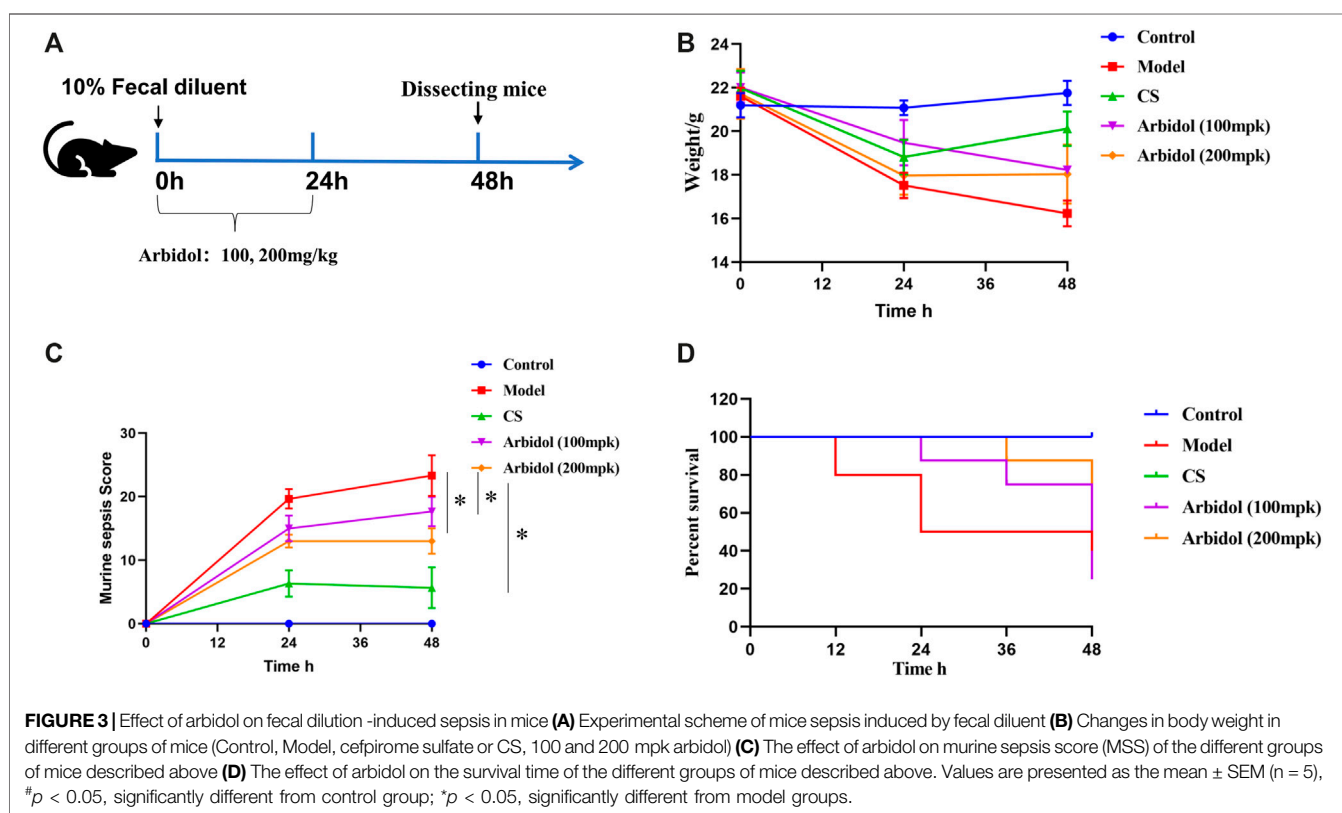 A
10% Fecal diluent
Dissecting mice
0h
24h
48h
Arbidol: 100, 200mg/kg
B
24
22
20
18
16
14
Weight/g
0
12
24
36
48
Time h
Control
Model
CS
Arbidol (100mpk)
Arbidol (200mpk)
C
30
20
10
0
Murine sepsis Score
0
12
24
36
48
Time h
Control
Model
CS
Arbidol (100mpk)
Arbidol (200mpk)
*
*
*
D
120
100
80
60
40
20
0
Percent survival
0
12
24
36
48
Time h
Control
Model
CS
Arbidol (100mpk)
Arbidol (200mpk)
FIGURE 3 | Effect of arbidol on fecal dilution -induced sepsis in mice (A) Experimental scheme of mice sepsis induced by fecal diluent (B) Changes in body weight in
different groups of mice (Control, Model, cefpirome sulfate or CS, 100 and 200 mpk arbidol) (C) The effect of arbidol on murine sepsis score (MSS) of the different groups
of mice described above (D) The effect of arbidol on the survival time of the different groups of mice described above. Values are presented as the mean ± SEM (n = 5),
#p < 0.05, significantly different from control group; *p < 0.05, significantly different from model groups.